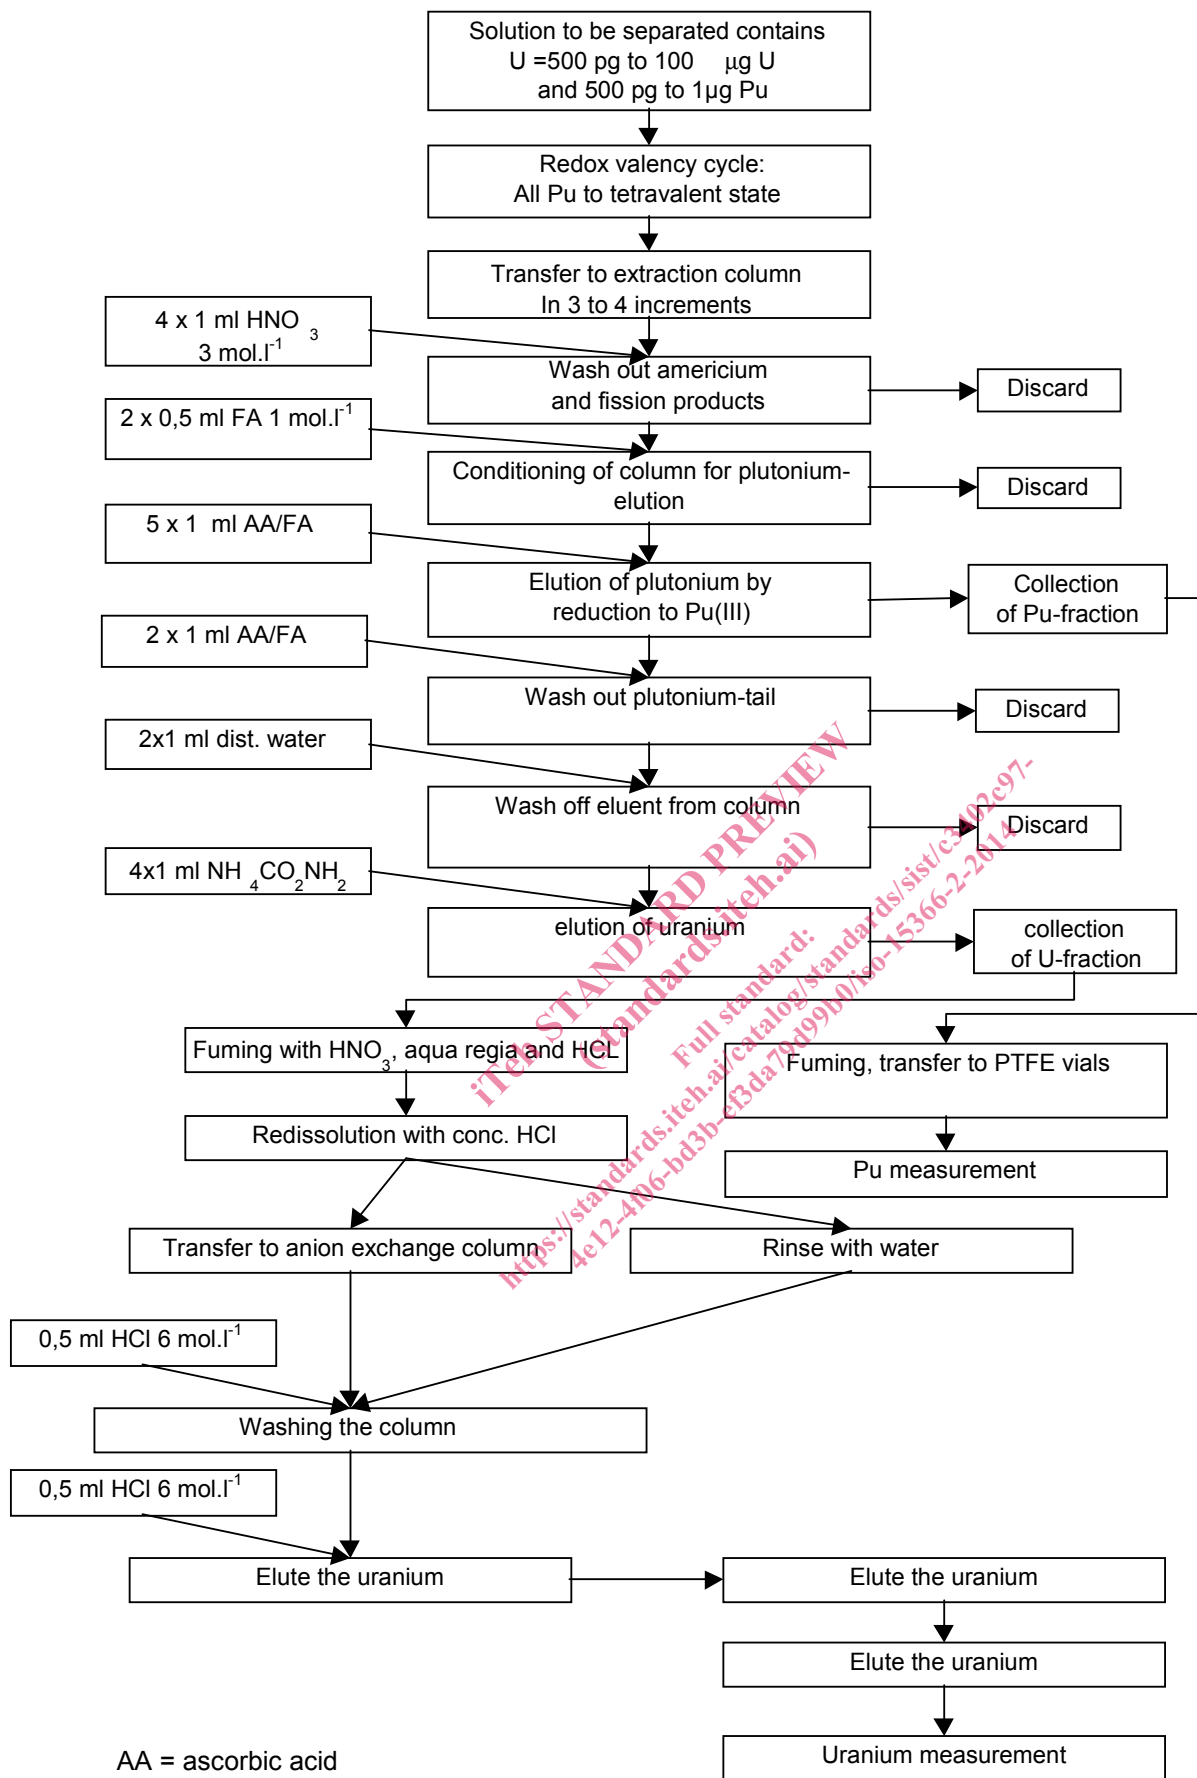 Solution to be separated contains
U =500 pg to 100 μg U
and 500 pg to 1µg Pu
Redox valency cycle:
All Pu to tetravalent state
Transfer to extraction column
In 3 to 4 increments
4 x 1 ml HNO 3
3 mol.l-1
Wash out americium
and fission products
Discard
2 x 0,5 ml FA 1 mol.l-1
Conditioning of column for plutonium-
elution
Discard
5 x 1 ml AA/FA
Elution of plutonium by
reduction to Pu(III)
Collection
of Pu-fraction
2 x 1 ml AA/FA
Wash out plutonium-tail
Discard
2x1 ml dist. water
Wash off eluent from column
Discard
4x1 ml NH 4CO2NH2
elution of uranium
collection
of U-fraction
Fuming with HNO3, aqua regia and HCL
Fuming, transfer to PTFE vials
Redissolution with conc. HCl
Pu measurement
Transfer to anion exchange column
Rinse with water
0,5 ml HCl 6 mol.l-1
Washing the column
0,5 ml HCl 6 mol.l-1
Elute the uranium
Elute the uranium
Elute the uranium
Uranium measurement
AA = ascorbic acid
iTeh STANDARD PREVIEW
(standards.iteh.ai)
Full standard:
https://standards.iteh.ai/catalog/standards/sist/c3402c97-
4e12-4f06-bd3b-ef3da79d99b0/iso-15366-2-2014